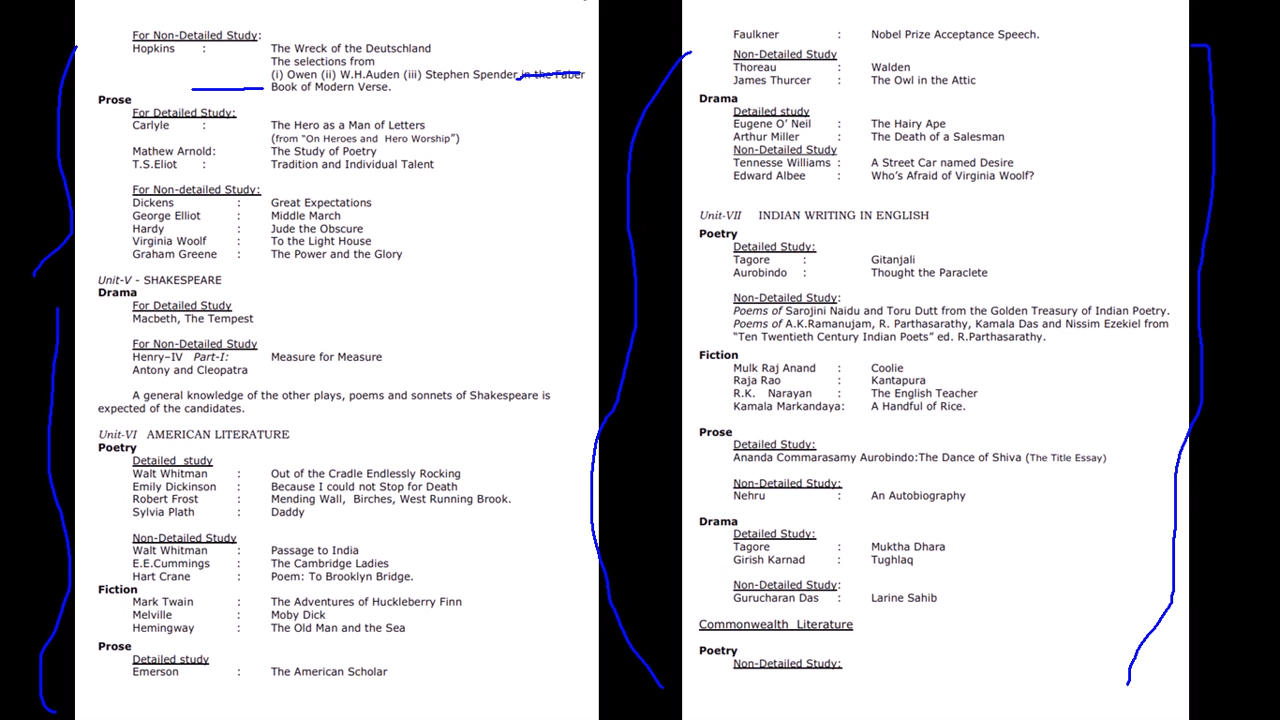 For Non-Detailed Study:
Hopkins : The Wreck of the Deutschland
The selections from
(i) Owen (ii) W.H.Auden (iii) Stephen Spender in the Faber
Book of Modern Verse.
Prose
For Detailed Study:
Carlyle : The Hero as a Man of Letters
(from "On Heroes and Hero Worship")
Mathew Arnold: The Study of Poetry
T.S.Eliot : Tradition and Individual Talent
For Non-detailed Study:
Dickens : Great Expectations
George Elliot : Middle March
Hardy : Jude the Obscure
Virginia Woolf : To the Light House
Graham Greene : The Power and the Glory
Unit-V - SHAKESPEARE
Drama
For Detailed Study
Macbeth, The Tempest
For Non-Detailed Study
Henry–IV Part-I: Measure for Measure
Antony and Cleopatra
A general knowledge of the other plays, poems and sonnets of Shakespeare is
expected of the candidates.
Unit-VI AMERICAN LITERATURE
Poetry
Detailed study
Walt Whitman : Out of the Cradle Endlessly Rocking
Emily Dickinson : Because I could not Stop for Death
Robert Frost : Mending Wall, Birches, West Running Brook.
Sylvia Plath : Daddy
Non-Detailed Study
Walt Whitman : Passage to India
E.E.Cummings : The Cambridge Ladies
Hart Crane : Poem: To Brooklyn Bridge.
Fiction
Mark Twain : The Adventures of Huckleberry Finn
Melville : Moby Dick
Hemingway : The Old Man and the Sea
Prose
Detailed study
Emerson : The American Scholar
Faulkner : Nobel Prize Acceptance Speech.
Non-Detailed Study
Thoreau : Walden
James Thurcer : The Owl in the Attic
Drama
Detailed study
Eugene O' Neil : The Hairy Ape
Arthur Miller : The Death of a Salesman
Non-Detailed Study
Tennesse Williams : A Street Car named Desire
Edward Albee : Who's Afraid of Virginia Woolf?
Unit-VII INDIAN WRITING IN ENGLISH
Poetry
Detailed Study:
Tagore : Gitanjali
Aurobindo : Thought the Paraclete
Non-Detailed Study:
Poems of Sarojini Naidu and Toru Dutt from the Golden Treasury of Indian Poetry.
Poems of A.K.Ramanujam, R. Parthasarathy, Kamala Das and Nissim Ezekiel from
"Ten Twentieth Century Indian Poets" ed. R.Parthasarathy.
Fiction
Mulk Raj Anand : Coolie
Raja Rao : Kantapura
R.K. Narayan : The English Teacher
Kamala Markandaya: A Handful of Rice.
Prose
Detailed Study:
Ananda Commarasamy Aurobindo:The Dance of Shiva (The Title Essay)
Non-Detailed Study:
Nehru : An Autobiography
Drama
Detailed Study:
Tagore : Muktha Dhara
Girish Karnad : Tughlaq
Non-Detailed Study:
Gurucharan Das : Larine Sahib
Commonwealth Literature
Poetry
Non-Detailed Study: